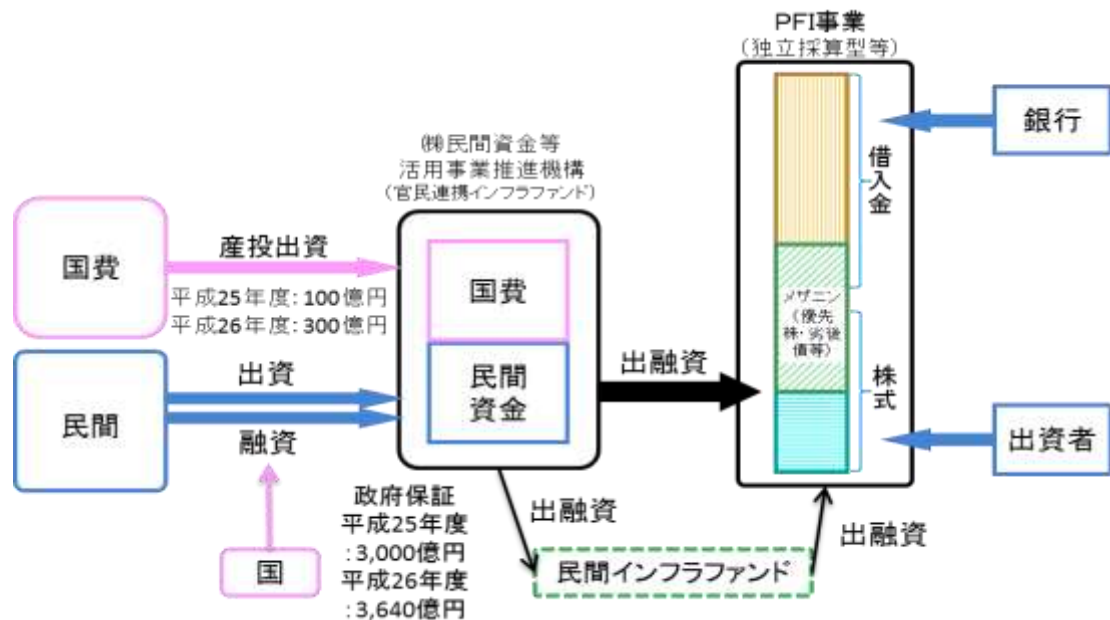 PFI事業
(独立採算型等)
銀行
借入金
㈱民間資金等
活用事業推進機構
(官民連携インフラファンド)
国費
産投出資
平成25年度：100億円
平成26年度：300億円
国費
メザニン
(優先
株・劣後
債等)
出融資
民間
出資
融資
民間
資金
株式
出資者
政府保証
平成25年度
：3,000億円
平成26年度
：3,640億円
国
出融資
出融資
民間インフラファンド